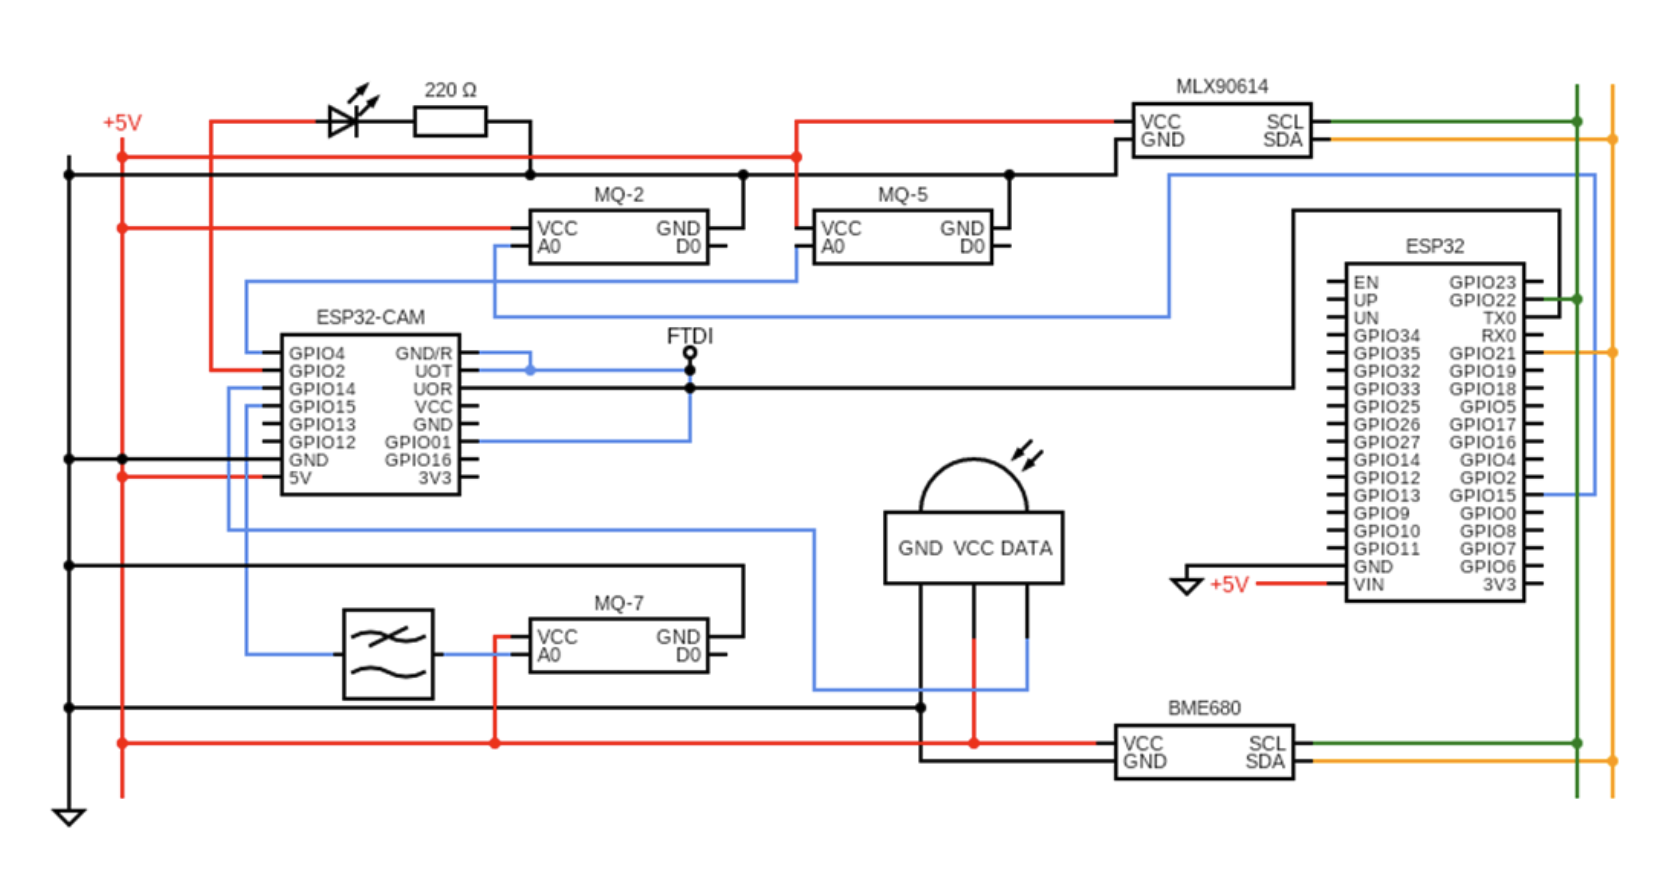 220 Ω
MLX90614
+5V
VCC SCL
GND SDA
MQ-2
MQ-5
VCC GND
A0 D0
VCC GND
A0 D0
ESP32
EN GPIO23
UP GPIO22
UN TX0
GPIO34 RX0
GPIO35 GPIO21
GPIO32 GPIO19
GPIO33 GPIO18
GPIO25 GPIO5
GPIO26 GPIO17
GPIO27 GPIO16
GPIO14 GPIO4
GPIO12 GPIO2
GPIO13 GPIO15
GPIO9 GPIO0
GPIO10 GPIO8
GPIO11 GPIO7
GND GPIO6
VIN 3V3
+5V
ESP32-CAM
GPIO4 GND/R
GPIO2 UOT
GPIO14 UOR
GPIO15 VCC
GPIO13 GND
GPIO12 GPIO01
GND GPIO16
5V 3V3
FTDI
GND VCC DATA
MQ-7
VCC GND
A0 D0
BME680
VCC SCL
GND SDA